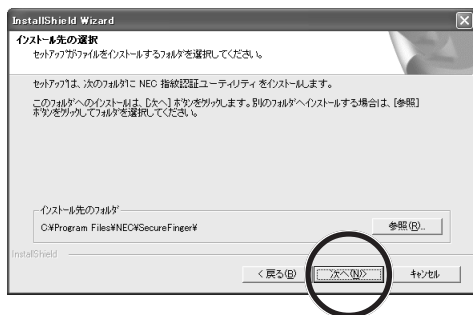 InstallShield Wizard
インストール先の選択
セットアップがファイルをインストールするフォルダを選択してください。
セットアップは、次のフォルダに NEC 指紋認証ユーティリティ をインストールします。
このフォルダへのインストールは、[次へ] ボタンをクリックします。別のフォルダへインストールする場合は、[参照]
ボタンをクリックしてフォルダを選択してください。
インストール先のフォルダ
C:¥Program Files¥NEC¥SecureFinger¥
参照(R)...
InstallShield
< 戻る(B)
次へ(N)>
キャンセル